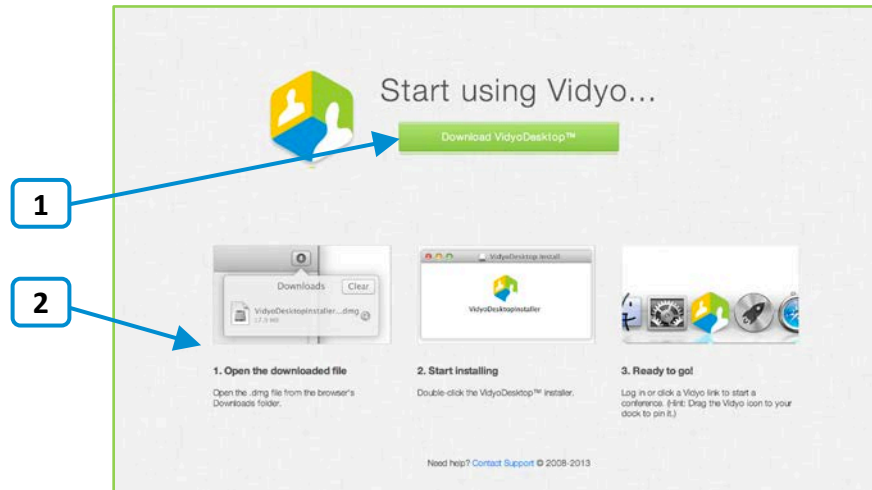 Start using Vidyo...
Download VidyoDesktop™
1
2
Downloads
Clear
VidyoDesktopInstaller...dmg
17.3 MB
VidyoDesktop Install
VidyoDesktopInstaller
1. Open the downloaded file
Open the .dmg file from the browser's
Downloads folder.
2. Start installing
Double-click the VidyoDesktop™ installer.
3. Ready to go!
Log in or click a Vidyo link to start a
conference. (Hint: Drag the Vidyo icon to your
dock to pin it.)
Need help? Contact Support © 2008-2013